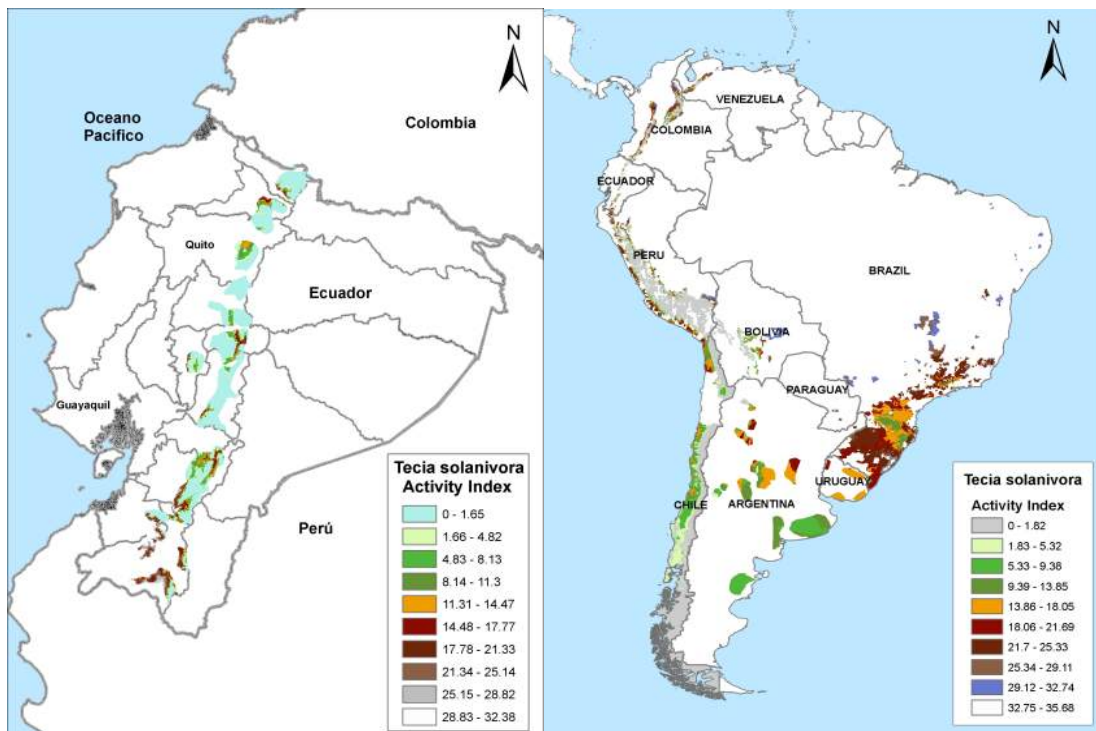 N
Oceano
Pacifico
Colombia
Quito
Ecuador
Guayaquil
Perú
Tecia solanivora
Activity Index
0 - 1.65
1.66 - 4.82
4.83 - 8.13
8.14 - 11.3
11.31 - 14.47
14.48 - 17.77
17.78 - 21.33
21.34 - 25.14
25.15 - 28.82
28.83 - 32.38
N
VENEZUELA
COLOMBIA
ECUADOR
PERU
BRAZIL
BOLIVIA
PARAGUAY
URUGUAY
CHILE
ARGENTINA
Tecia solanivora
Activity Index
0 - 1.82
1.83 - 5.32
5.33 - 9.38
9.39 - 13.85
13.86 - 18.05
18.06 - 21.69
21.7 - 25.33
25.34 - 29.11
29.12 - 32.74
32.75 - 35.68